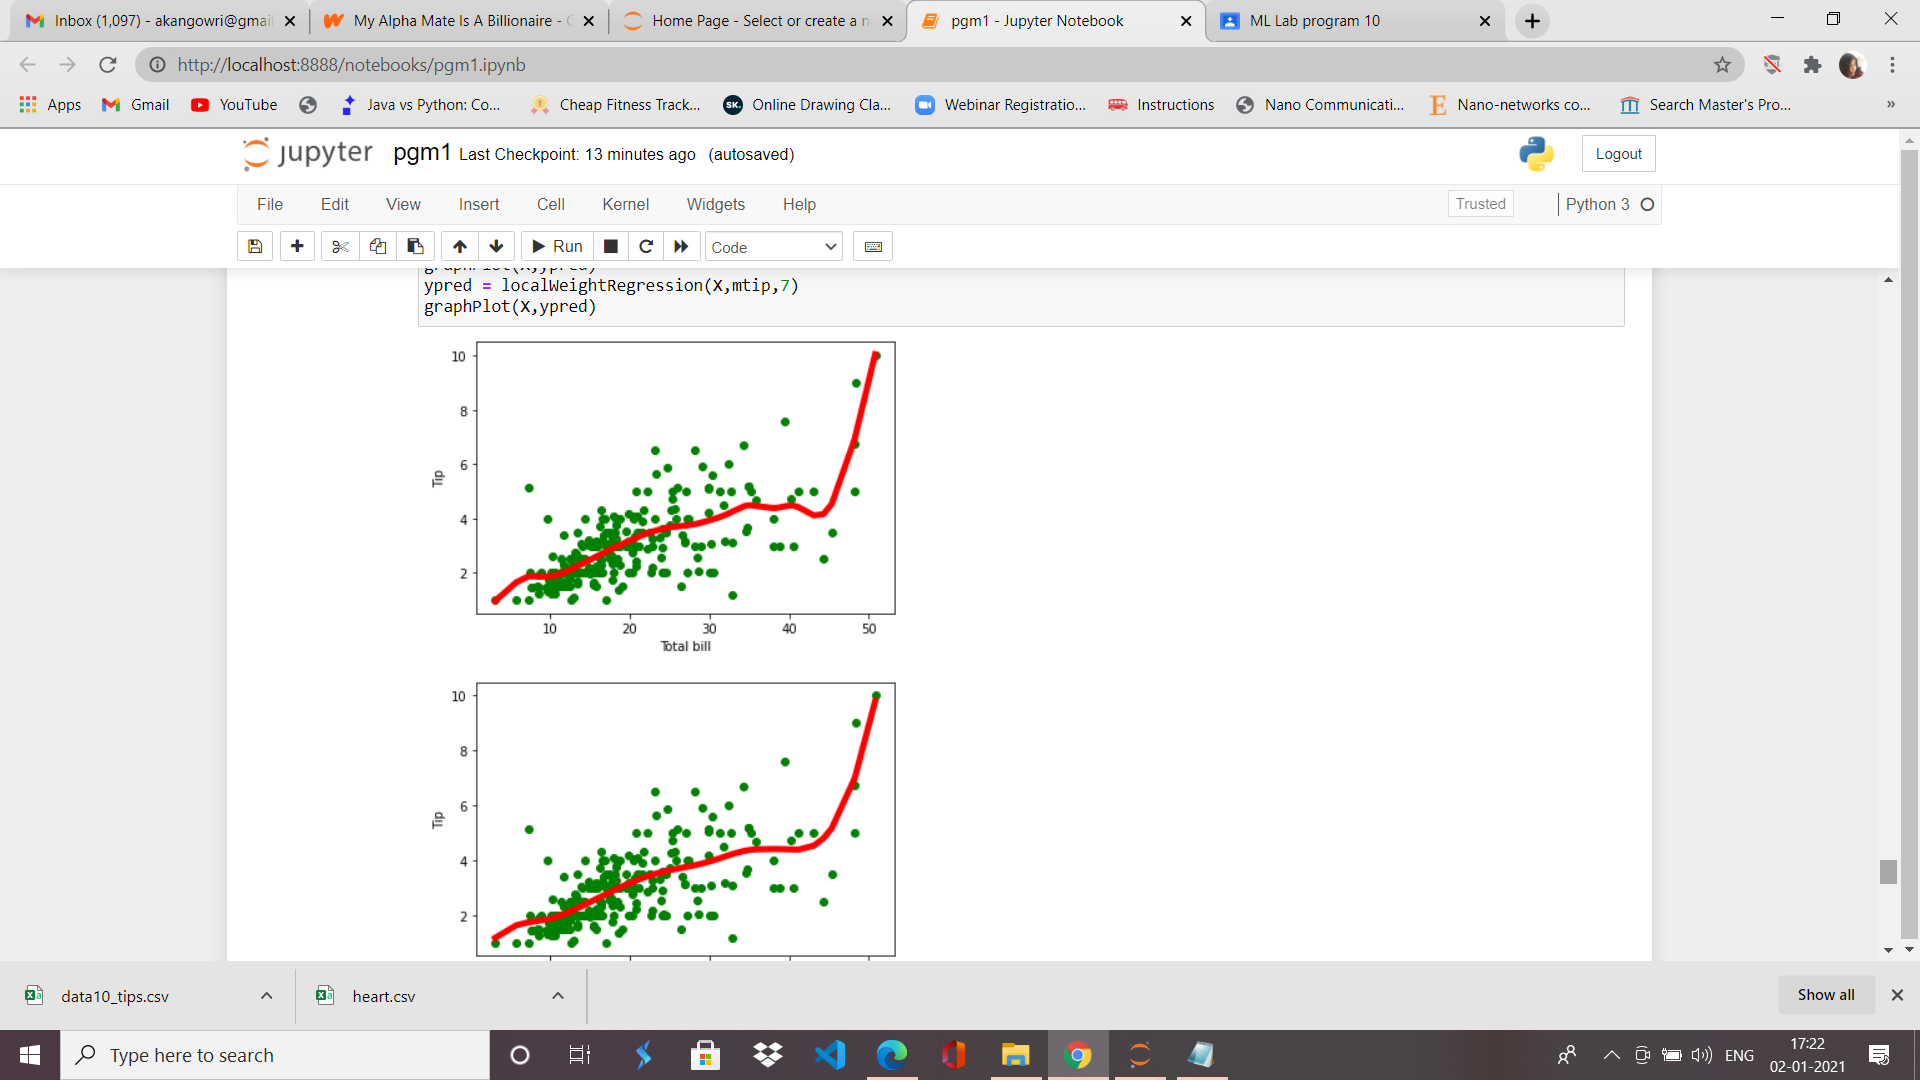 Inbox (1,097) - akangowri@gmai
My Alpha Mate Is A Billionaire -
Home Page - Select or create a n
pgm1 - Jupyter Notebook
ML Lab program 10
http://localhost:8888/notebooks/pgm1.ipynb
Apps
Gmail
YouTube
Java vs Python: Co...
Cheap Fitness Track...
SK.
Online Drawing Cla...
Webinar Registratio...
Instructions
Nano Communicati...
E
Nano-networks co...
Search Master's Pro...
»
jupyter
pgm1 Last Checkpoint: 13 minutes ago (autosaved)
Logout
File
Edit
View
Insert
Cell
Kernel
Widgets
Help
Trusted
Python 3
Run
Code
graphPlot(X,ypred)
ypred = localWeightRegression(X,mtip,7)
graphPlot(X,ypred)
10
8
6
4
2
Tip
10 20 30 40 50
Total bill
10
8
6
4
2
Tip
data10_tips.csv
heart.csv
Show all
Type here to search
ENG
17:22
02-01-2021